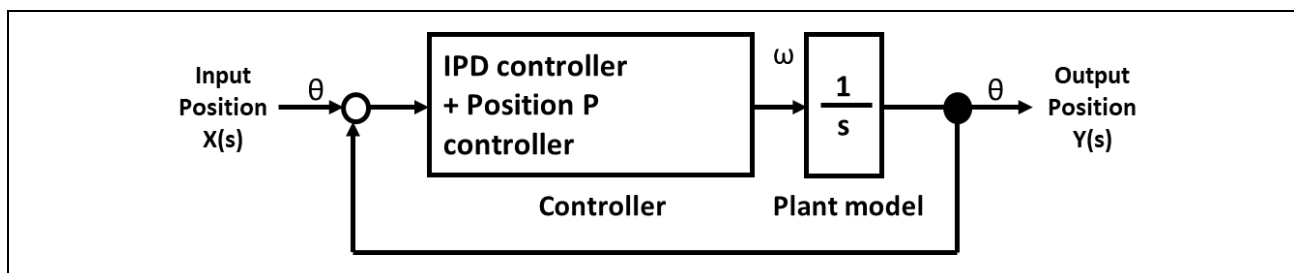 Input
Position
X(s)
θ
IPD controller
+ Position P
controller
Controller
ω
1
s
Plant model
θ
Output
Position
Y(s)